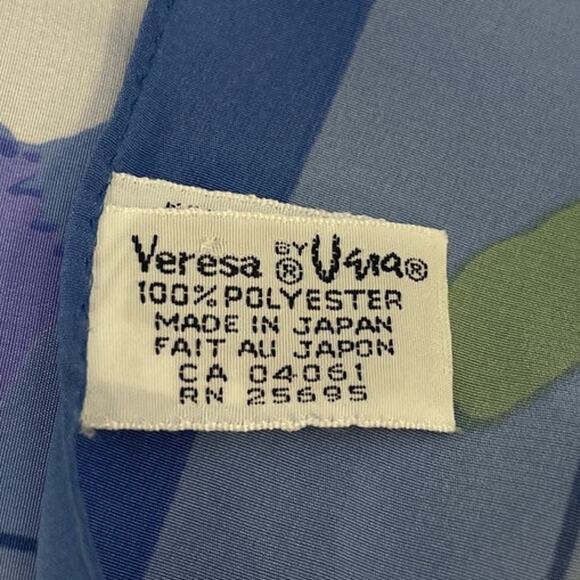 Veresa ® BY Vera ®
100% POLYESTER
MADE IN JAPAN
FAIT AU JAPON
CA 04061
RN 25695